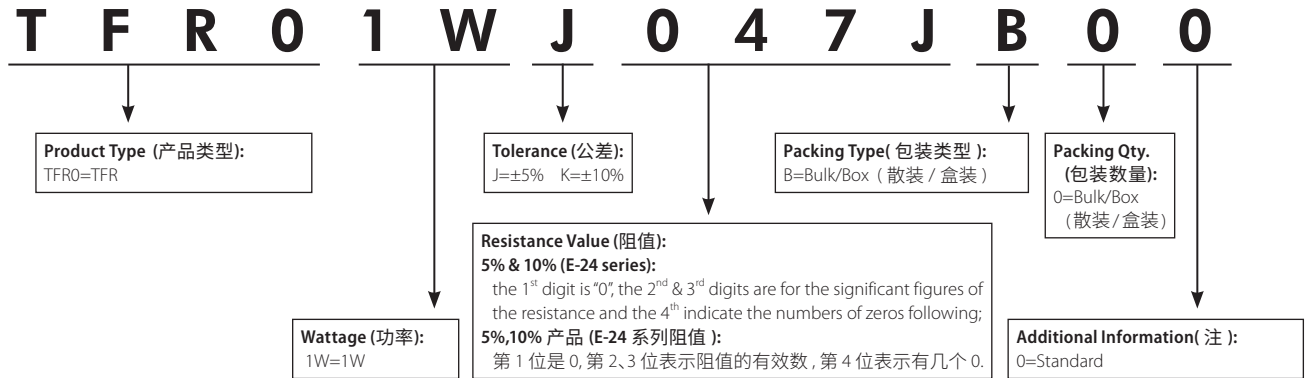 T F R 0 1 W J 0 4 7 J B 0 0
Product Type (产品类型):
TFR0=TFR
Tolerance (公差):
J=±5% K=±10%
Packing Type( 包装类型 ):
B=Bulk/Box ( 散装 / 盒装 )
Packing Qty.
(包装数量):
0=Bulk/Box
(散装/盒装)
Resistance Value (阻值):
5% & 10% (E-24 series):
the 1st digit is "0", the 2nd & 3rd digits are for the significant figures of
the resistance and the 4th indicate the numbers of zeros following;
5%,10% 产品 (E-24 系列阻值 ):
第 1 位是 0, 第 2、3 位表示阻值的有效数 , 第 4 位表示有几个 0.
Wattage (功率):
1W=1W
Additional Information( 注 ):
0=Standard